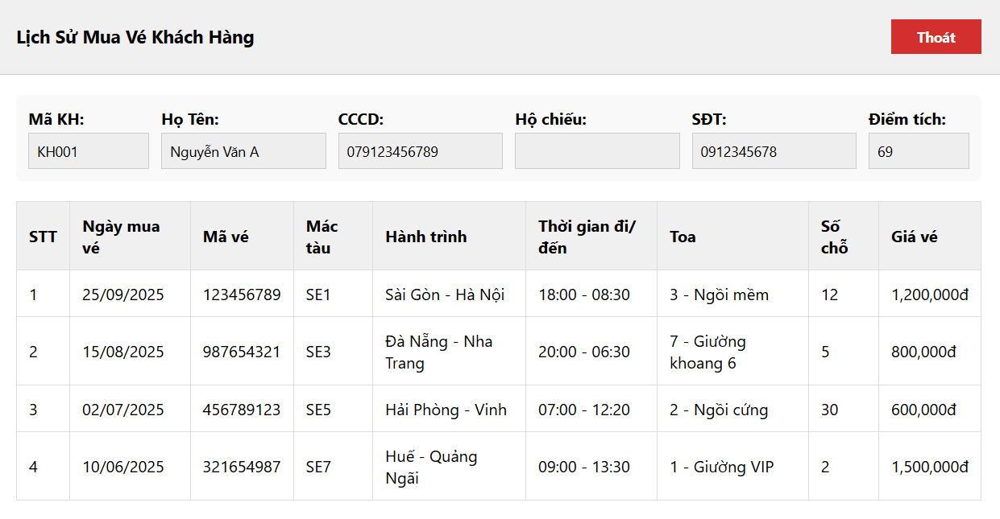 Lịch Sử Mua Vé Khách Hàng
Thoát
Mã KH: Họ Tên: CCCD: Hộ chiếu: SĐT: Điểm tích:
KH001 Nguyễn Văn A 079123456789 0912345678 69
STT Ngày mua vé Mã vé Mác tàu Hành trình Thời gian đi/đến Toa Số chỗ Giá vé
1 25/09/2025 123456789 SE1 Sài Gòn - Hà Nội 18:00 - 08:30 3 - Ngồi mềm 12 1,200,000đ
2 15/08/2025 987654321 SE3 Đà Nẵng - Nha Trang 20:00 - 06:30 7 - Giường khoang 6 5 800,000đ
3 02/07/2025 456789123 SE5 Hải Phòng - Vinh 07:00 - 12:20 2 - Ngồi cứng 30 600,000đ
4 10/06/2025 321654987 SE7 Huế - Quảng Ngãi 09:00 - 13:30 1 - Giường VIP 2 1,500,000đ